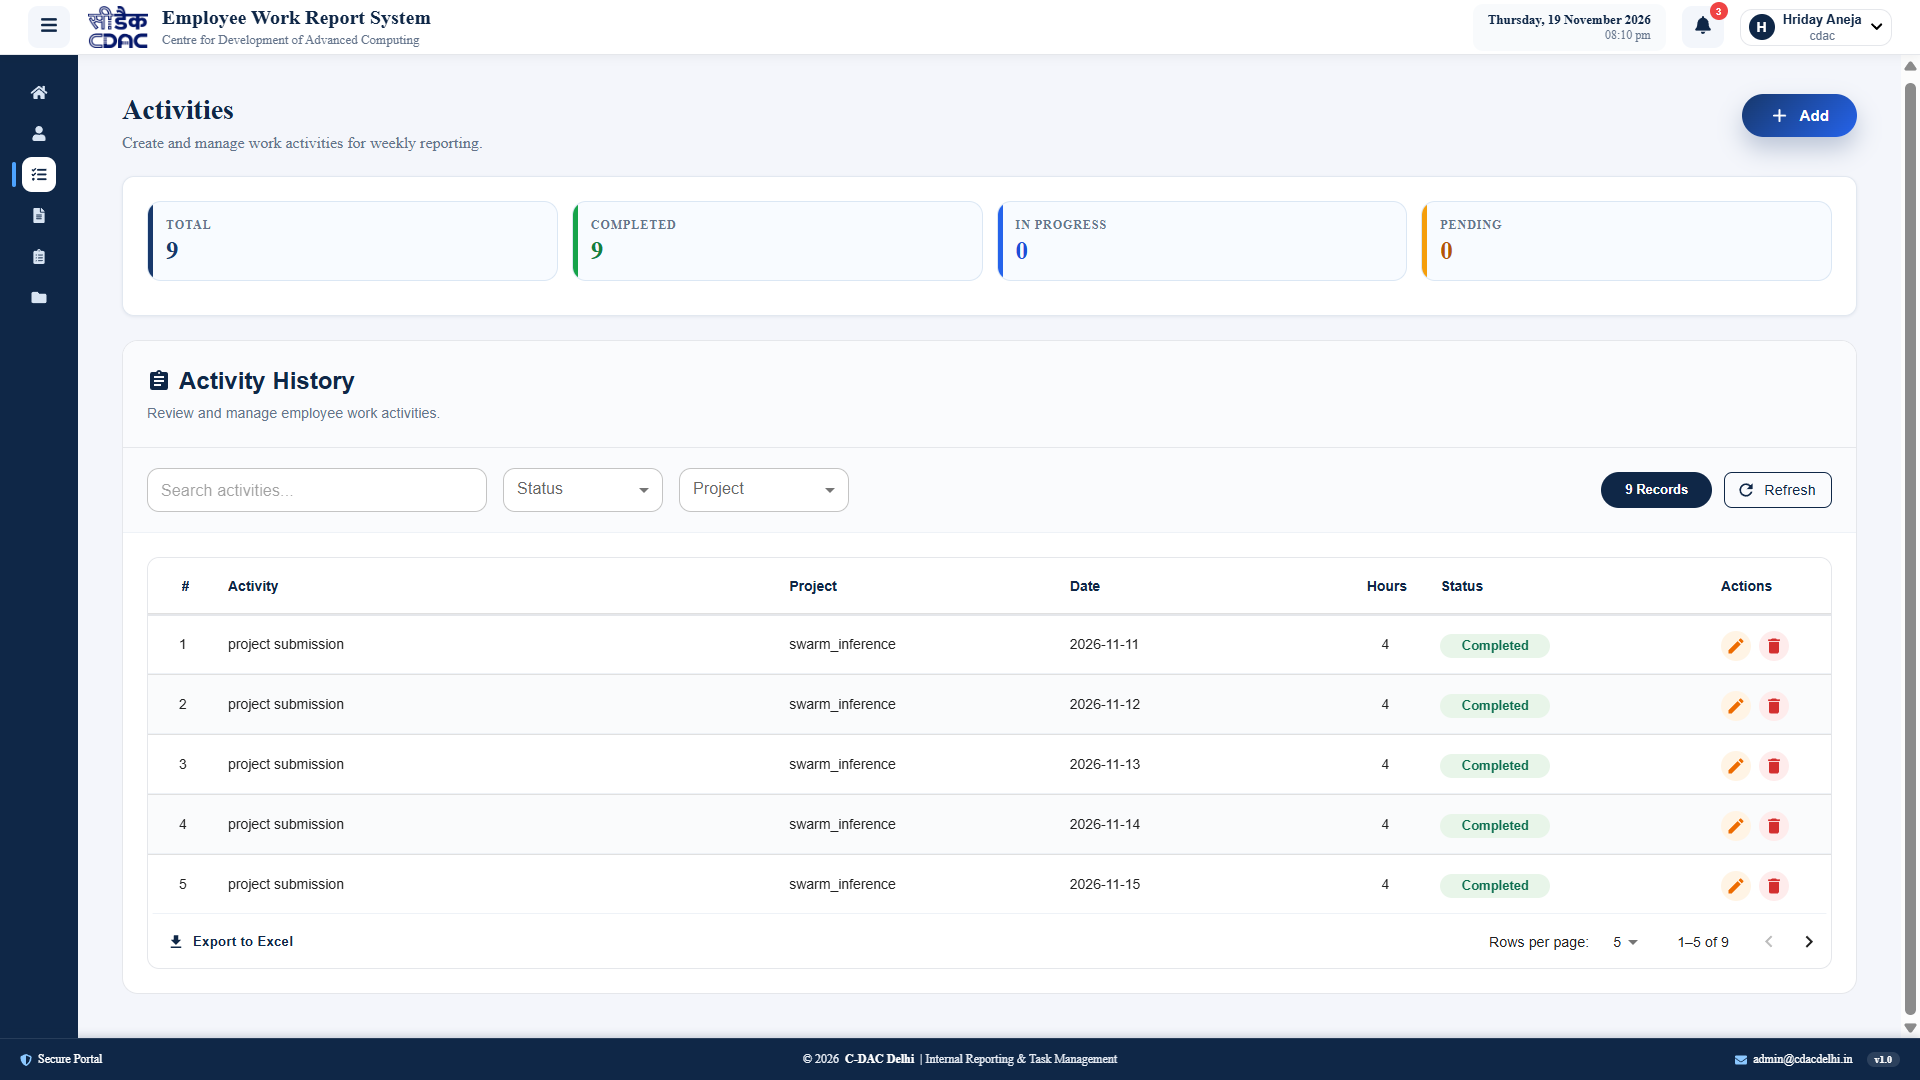 सीडैक
CDAC
Employee Work Report System
Centre for Development of Advanced Computing
Thursday, 19 November 2026
08:10 pm
3
H
Hriday Aneja
cdac
Activities
Create and manage work activities for weekly reporting.
+ Add
TOTAL
9
COMPLETED
9
IN PROGRESS
0
PENDING
0
Activity History
Review and manage employee work activities.
Search activities...
Status
Project
9 Records
Refresh
# Activity Project Date Hours Status Actions
1 project submission swarm_inference 2026-11-11 4 Completed
2 project submission swarm_inference 2026-11-12 4 Completed
3 project submission swarm_inference 2026-11-13 4 Completed
4 project submission swarm_inference 2026-11-14 4 Completed
5 project submission swarm_inference 2026-11-15 4 Completed
Export to Excel
Rows per page: 5 1–5 of 9
Secure Portal
© 2026 C-DAC Delhi | Internal Reporting & Task Management
admin@cdacdelhi.in
v1.0